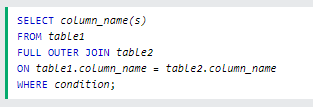 SELECT column_name(s)
FROM table1
FULL OUTER JOIN table2
ON table1.column_name = table2.column_name
WHERE condition;